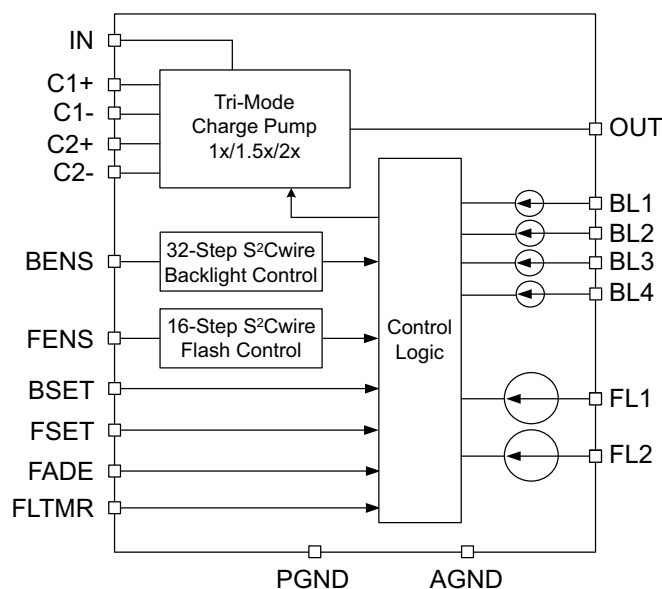 IN
C1+
C1-
C2+
C2-
Tri-Mode
Charge Pump
1x/1.5x/2x
OUT
BL1
BL2
BL3
BL4
BENS
32-Step S²Cwire
Backlight Control
FENS
16-Step S²Cwire
Flash Control
Control
Logic
BSET
FSET
FADE
FLTMR
FL1
FL2
PGND
AGND